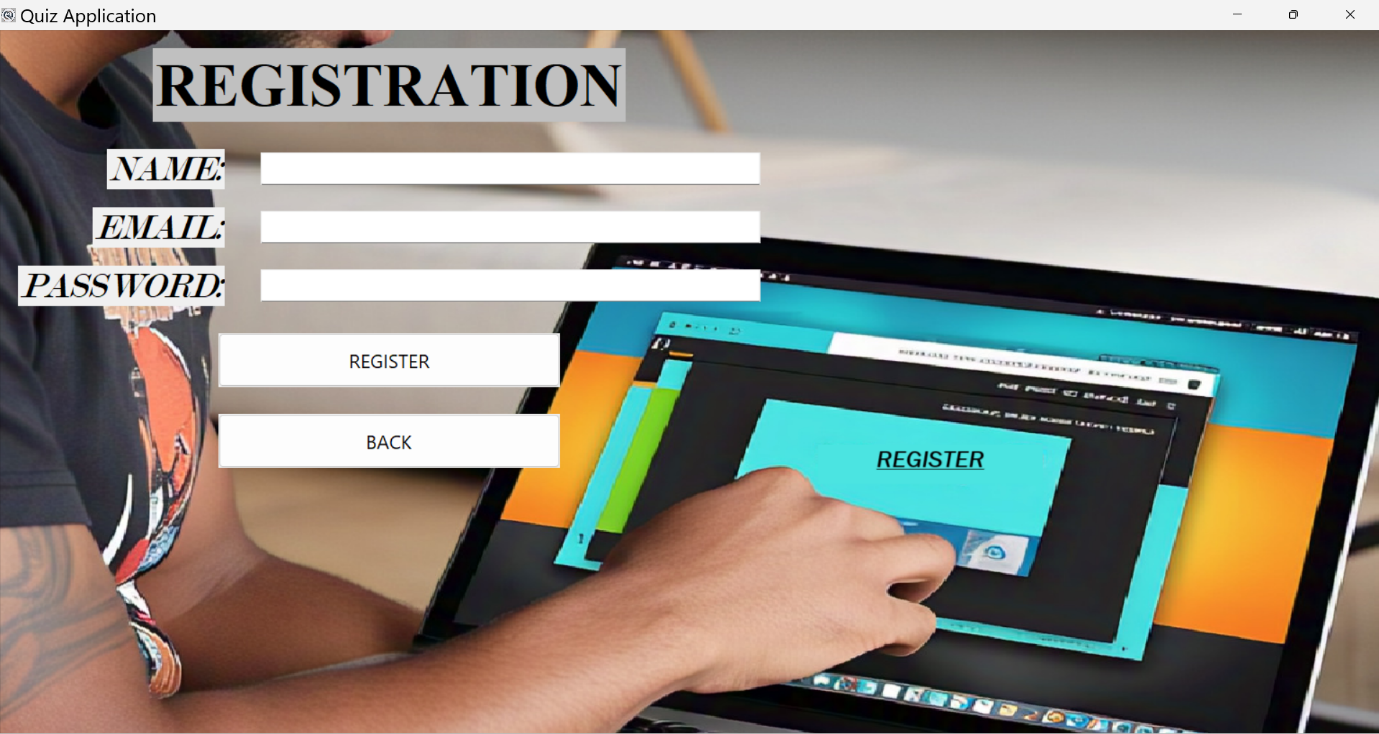 Quiz Application
REGISTRATION
NAME:
EMAIL:
PASSWORD:
REGISTER
BACK
REGISTER